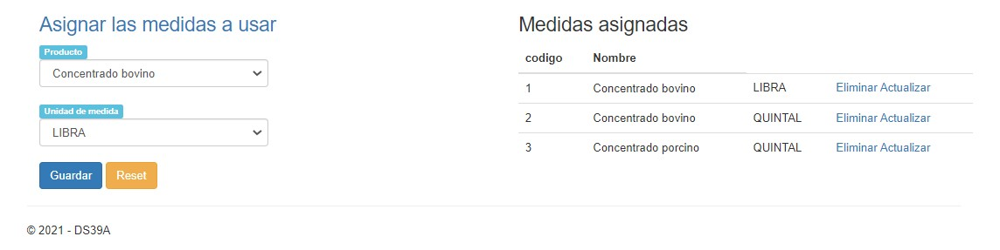 Asignar las medidas a usar
Producto
Concentrado bovino
Unidad de medida
LIBRA
Guardar Reset
Medidas asignadas
codigo Nombre
1 Concentrado bovino LIBRA Eliminar Actualizar
2 Concentrado bovino QUINTAL Eliminar Actualizar
3 Concentrado porcino QUINTAL Eliminar Actualizar
© 2021 - DS39A